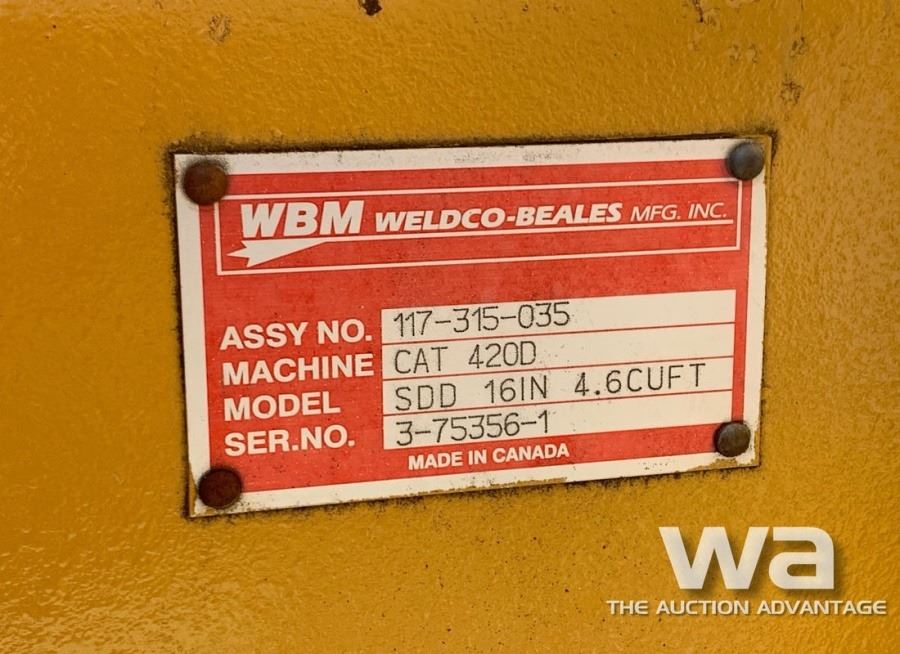 WBM WELDCO-BEALES MFG. INC.
ASSY NO. 117-315-035
MACHINE CAT 420D
MODEL SDD 16IN 4.6CUFT
SER.NO. 3-75356-1
MADE IN CANADA
wa
THE AUCTION ADVANTAGE